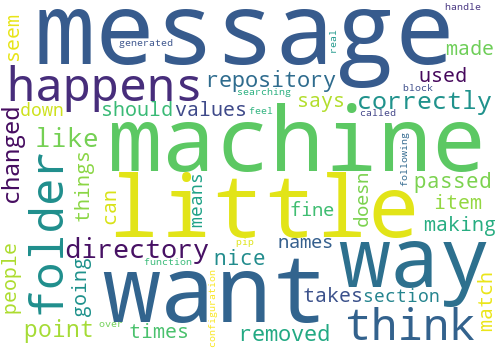 message
handle
generated
real
seem
happens
repository
made
used
searching
block
says
correctly
down
should
values
feel
called
changed
machine
like
things
little
folder
can
means
fine
doesn
following
passed
item
making
names
people
going
directory
nice
pip
want
way
function
configuration
takes
section
match
think
point
over
times
removed